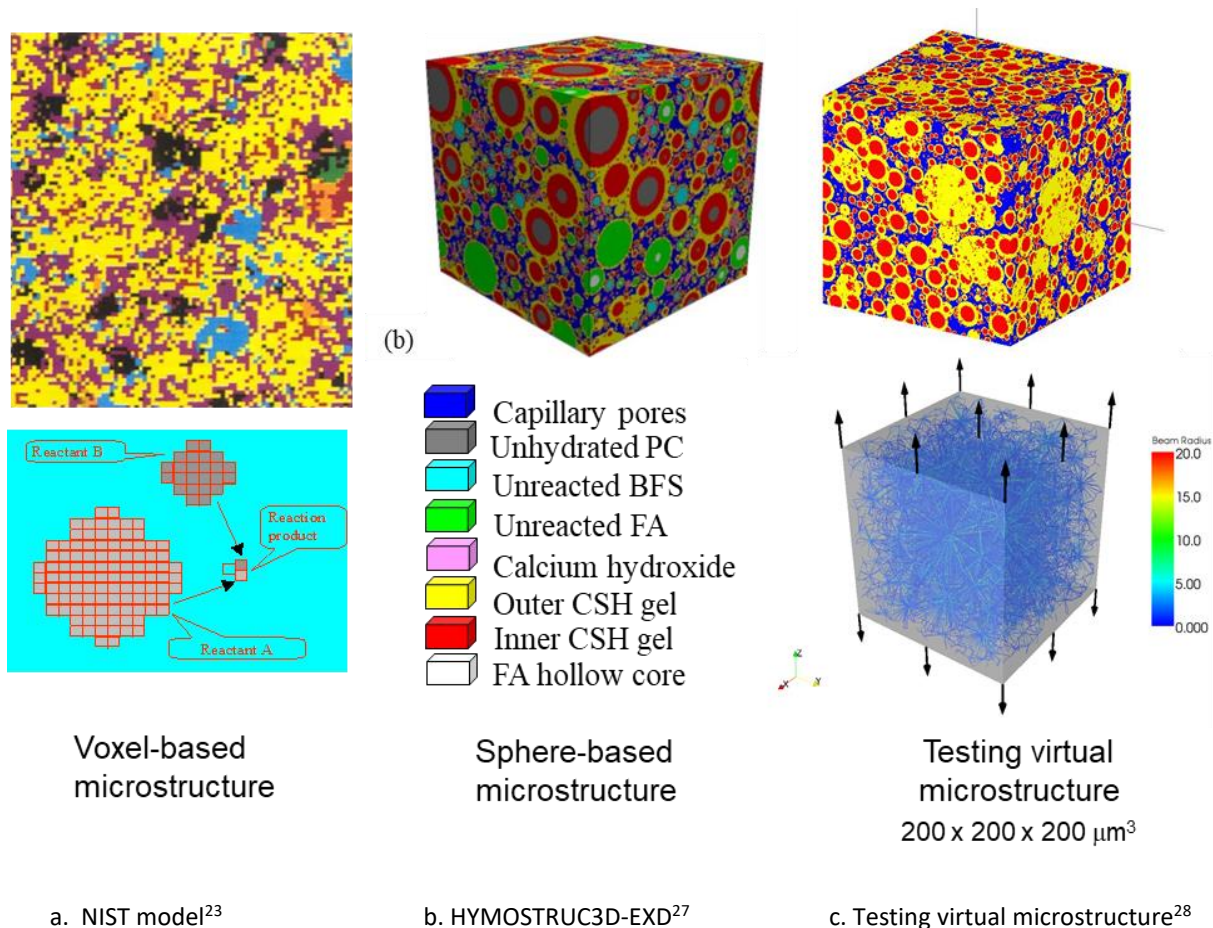 Reactant B
Reaction
product
Reactant A
Voxel-based
microstructure
a. NIST model23
(b)
Capillary pores
Unhydrated PC
Unreacted BFS
Unreacted FA
Calcium hydroxide
Outer CSH gel
Inner CSH gel
FA hollow core
Sphere-based
microstructure
b. HYMOSTRUC3D-EXD27
Beam Radius
20.0
15.0
10.0
5.00
0.000
Z
X
Y
Testing virtual
microstructure
200 x 200 x 200 μm3
c. Testing virtual microstructure28